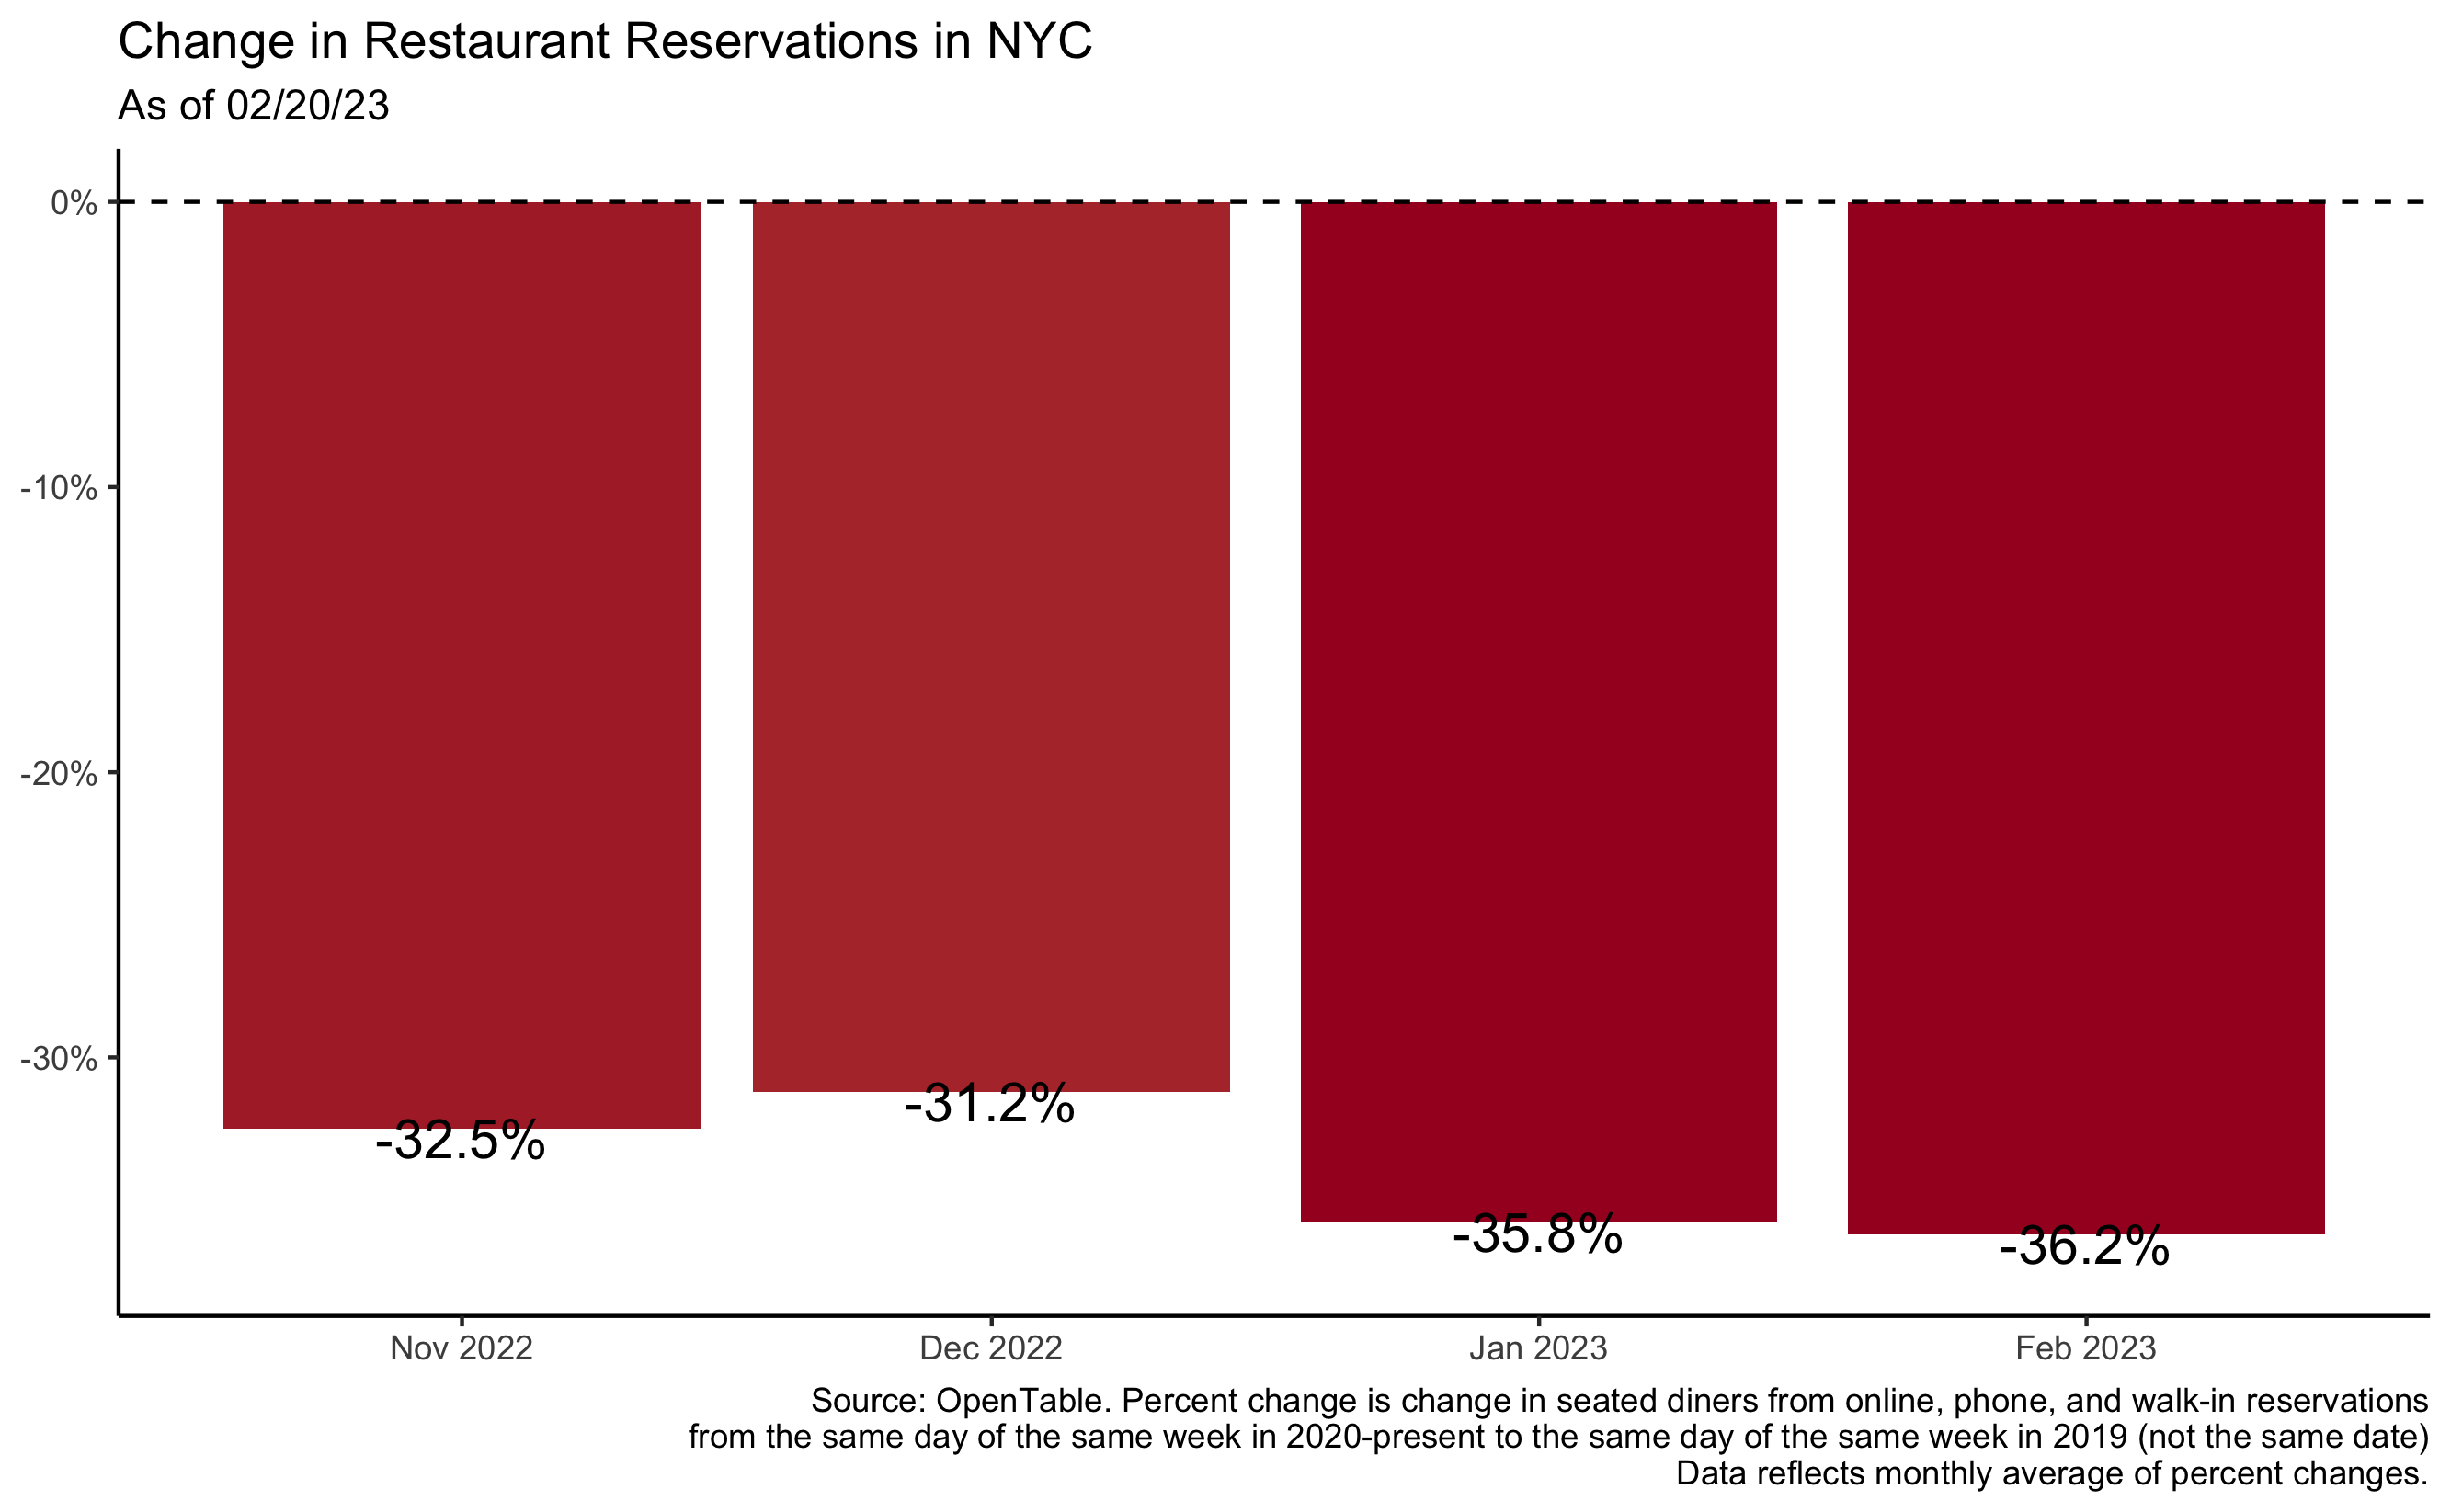 Change in Restaurant Reservations in NYC
As of 02/20/23
0%
-10%
-20%
-30%
-32.5%
-31.2%
-35.8%
-36.2%
Nov 2022
Dec 2022
Jan 2023
Feb 2023
Source: OpenTable. Percent change is change in seated diners from online, phone, and walk-in reservations
from the same day of the same week in 2020-present to the same day of the same week in 2019 (not the same date)
Data reflects monthly average of percent changes.